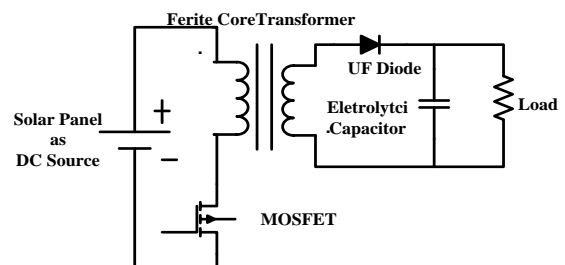 Ferite CoreTransformer
UF Diode
Eletrolytci
.Capacitor
Load
Solar Panel
as
DC Source
+
−
MOSFET